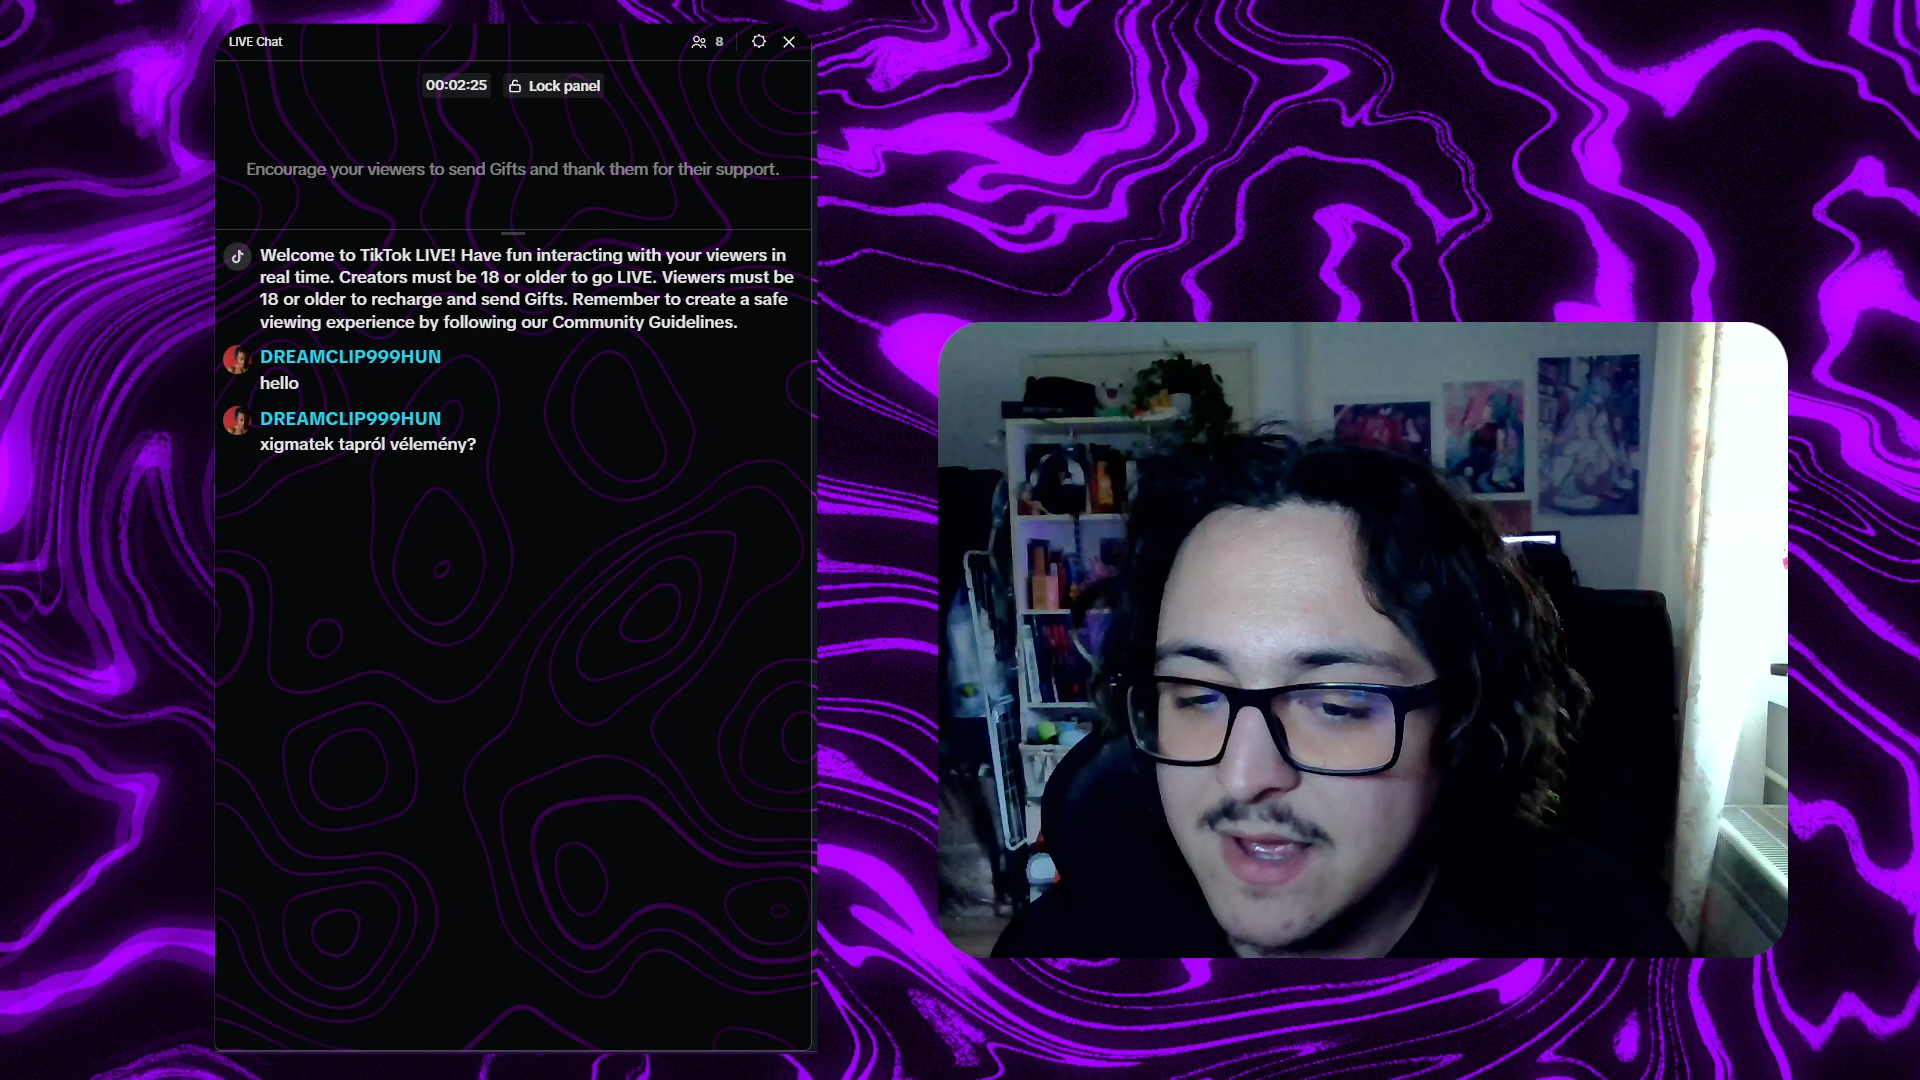 LIVE Chat
8
00:02:25
Lock panel
Encourage your viewers to send Gifts and thank them for their support.
Welcome to TikTok LIVE! Have fun interacting with your viewers in
real time. Creators must be 18 or older to go LIVE. Viewers must be
18 or older to recharge and send Gifts. Remember to create a safe
viewing experience by following our Community Guidelines.
DREAMCLIP999HUN
hello
DREAMCLIP999HUN
xigmatek tapról vélemény?